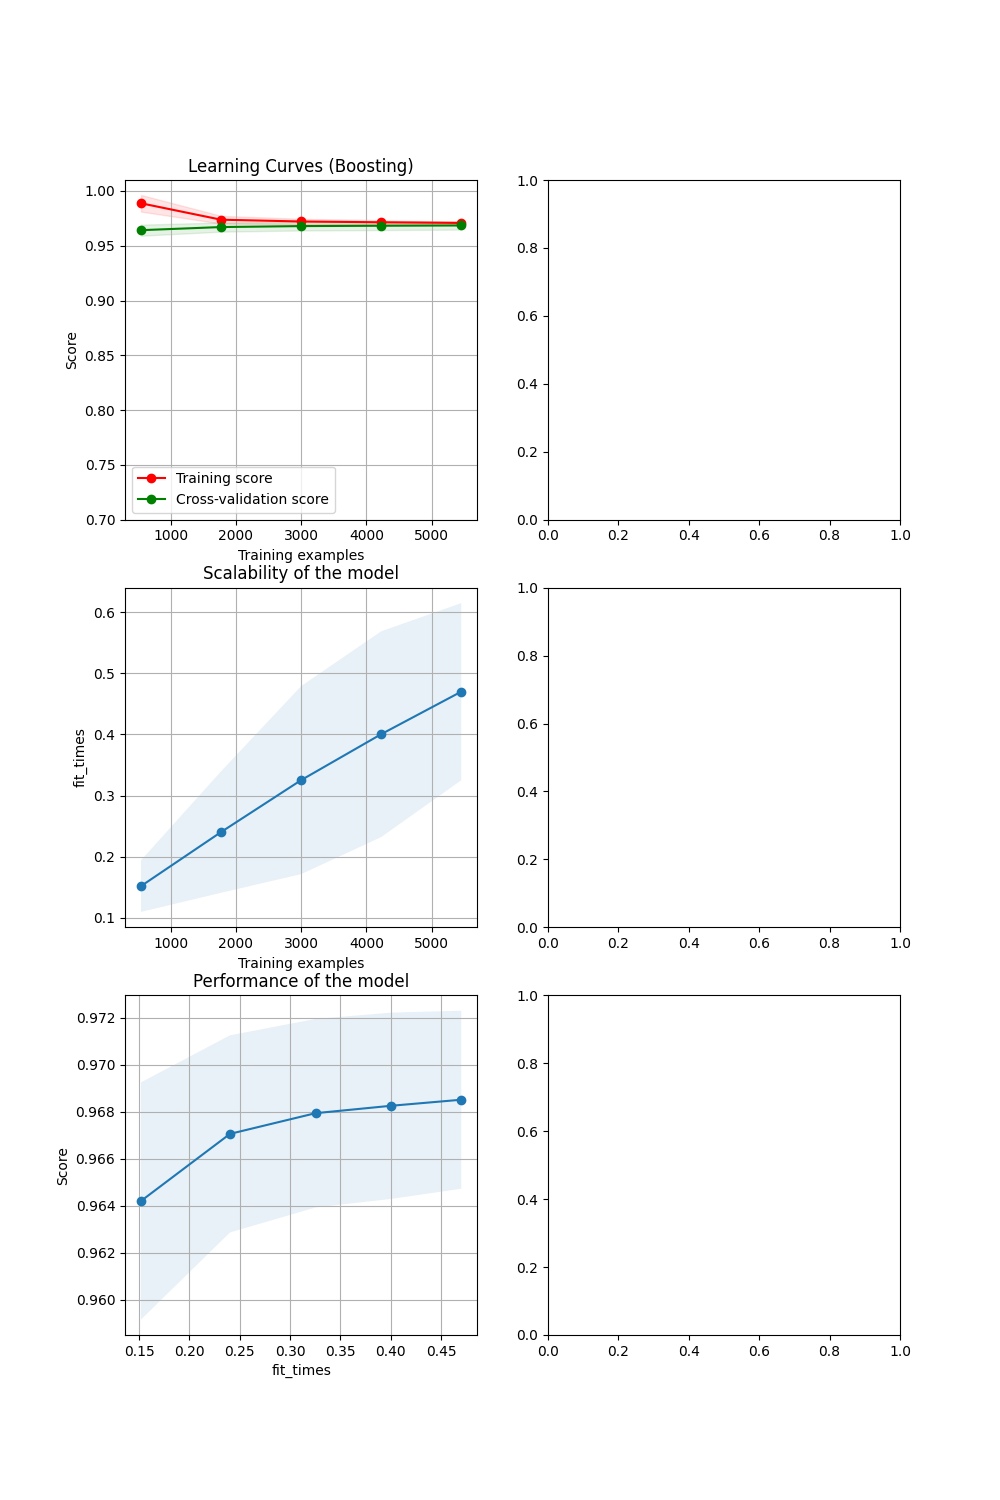 Learning Curves (Boosting)
1.00
0.95
0.90
0.85
0.80
0.75
0.70
Score
Training score
Cross-validation score
1000 2000 3000 4000 5000
Training examples
1.0
0.8
0.6
0.4
0.2
0.0
0.0 0.2 0.4 0.6 0.8 1.0
Scalability of the model
0.6
0.5
0.4
0.3
0.2
0.1
fit_times
1000 2000 3000 4000 5000
Training examples
1.0
0.8
0.6
0.4
0.2
0.0
0.0 0.2 0.4 0.6 0.8 1.0
Performance of the model
0.972
0.970
0.968
0.966
0.964
0.962
0.960
Score
0.15 0.20 0.25 0.30 0.35 0.40 0.45
fit_times
1.0
0.8
0.6
0.4
0.2
0.0
0.0 0.2 0.4 0.6 0.8 1.0